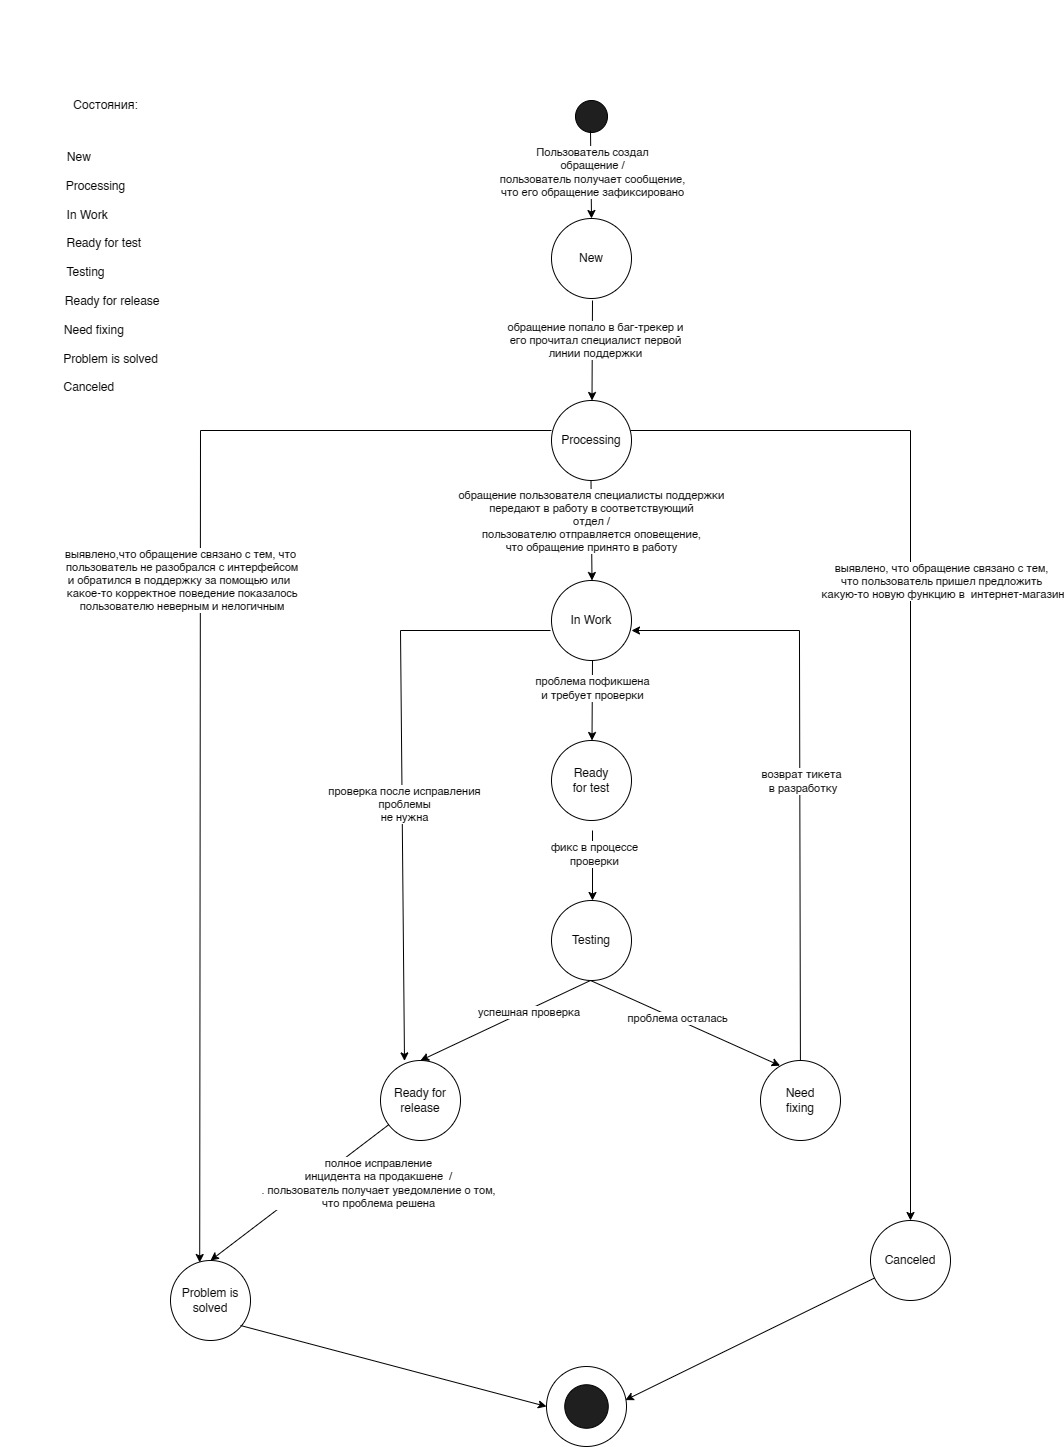 Состояния:
New
Processing
In Work
Ready for test
Testing
Ready for release
Need fixing
Problem is solved
Canceled
Пользователь создал
обращение /
пользователь получает сообщение,
что его обращение зафиксировано
New
обращение попало в баг-трекер и
его прочитал специалист первой
линии поддержки
Processing
обращение пользователя специалисты поддержки
передают в работу в соответствующий
отдел /
пользователю отправляется оповещение,
что обращение принято в работу
выявлено,что обращение связано с тем, что
пользователь не разобрался с интерфейсом
и обратился в поддержку за помощью или
какое-то корректное поведение показалось
пользователю неверным и нелогичным
выявлено, что обращение связано с тем,
что пользователь пришел предложить
какую-то новую функцию в  интернет-магазин
In Work
проблема пофикшена
и требует проверки
Ready
for test
возврат тикета
в разработку
проверка после исправления
проблемы
не нужна
фикс в процессе
проверки
Testing
успешная проверка
проблема осталась
Ready for
release
Need
fixing
полное исправление
инцидента на продакшене  /
. пользователь получает уведомление о том,
что проблема решена
Canceled
Problem is
solved